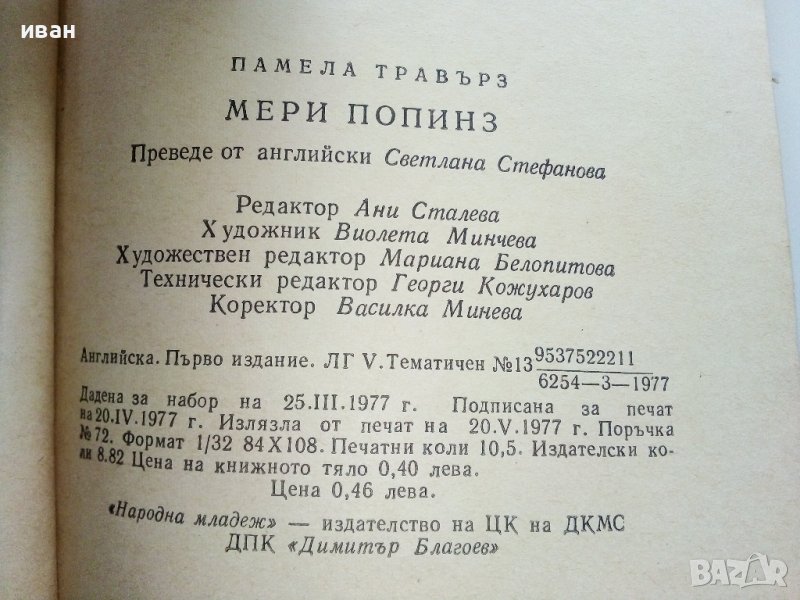 иван
ПАМЕЛА ТРАВЪРЗ
МЕРИ ПОПИНЗ
Преведе от английски Светлана Стефанова
Редактор Ани Сталева
Художник Виолета Минчева
Художествен редактор Мариана Белопитова
Технически редактор Георги Кожухаров
Коректор Василка Минева
Английска. Първо издание. ЛГ V. Тематичен №13 9537522211
6254—3—1977
Дадена за набор на 25.III.1977 г. Подписана за печат
на 20.IV.1977 г. Излязла от печат на 20.V.1977 г. Поръчка
№ 72. Формат 1/32 84 X 108. Печатни коли 10,5. Издателски ко-
ли 8.82 Цена на книжното тяло 0,40 лева.
Цена 0,46 лева.
«Народна младеж» — издателство на ЦК на ДКМС
ДПК «Димитър Благоев»
BAZAR